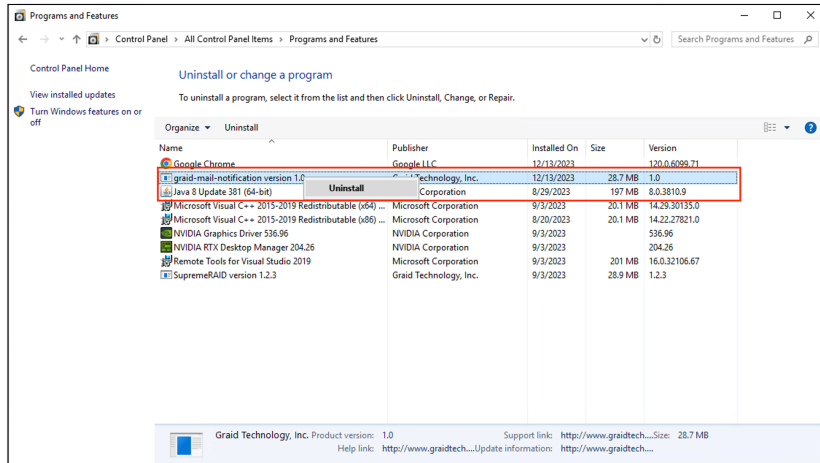 Programs and Features
Control Panel > All Control Panel Items > Programs and Features
Search Programs and Features
Control Panel Home
View installed updates
Turn Windows features on or
off
Uninstall or change a program
To uninstall a program, select it from the list and then click Uninstall, Change, or Repair.
Organize Uninstall
Name Publisher Installed On Size Version
Google Chrome Google LLC 12/13/2023 120.0.6099.71
graid-mail-notification version 1.0 Graid Technology, Inc. 12/13/2023 28.7 MB 1.0
Uninstall
Java 8 Update 381 (64-bit) Corporation 8/29/2023 197 MB 8.0.3810.9
Microsoft Visual C++ 2015-2019 Redistributable (x64) ... Microsoft Corporation 9/3/2023 20.1 MB 14.29.30135.0
Microsoft Visual C++ 2015-2019 Redistributable (x86) ... Microsoft Corporation 8/20/2023 20.1 MB 14.22.27821.0
NVIDIA Graphics Driver 536.96 NVIDIA Corporation 9/3/2023 536.96
NVIDIA RTX Desktop Manager 204.26 NVIDIA Corporation 9/3/2023 204.26
Remote Tools for Visual Studio 2019 Microsoft Corporation 9/3/2023 201 MB 16.0.32106.67
SupremeRAID version 1.2.3 Graid Technology, Inc. 9/3/2023 28.9 MB 1.2.3
Graid Technology, Inc. Product version: 1.0 Support link: http://www.graidtech.... Size: 28.7 MB
Help link: http://www.graidtech.... Update information: http://www.graidtech....